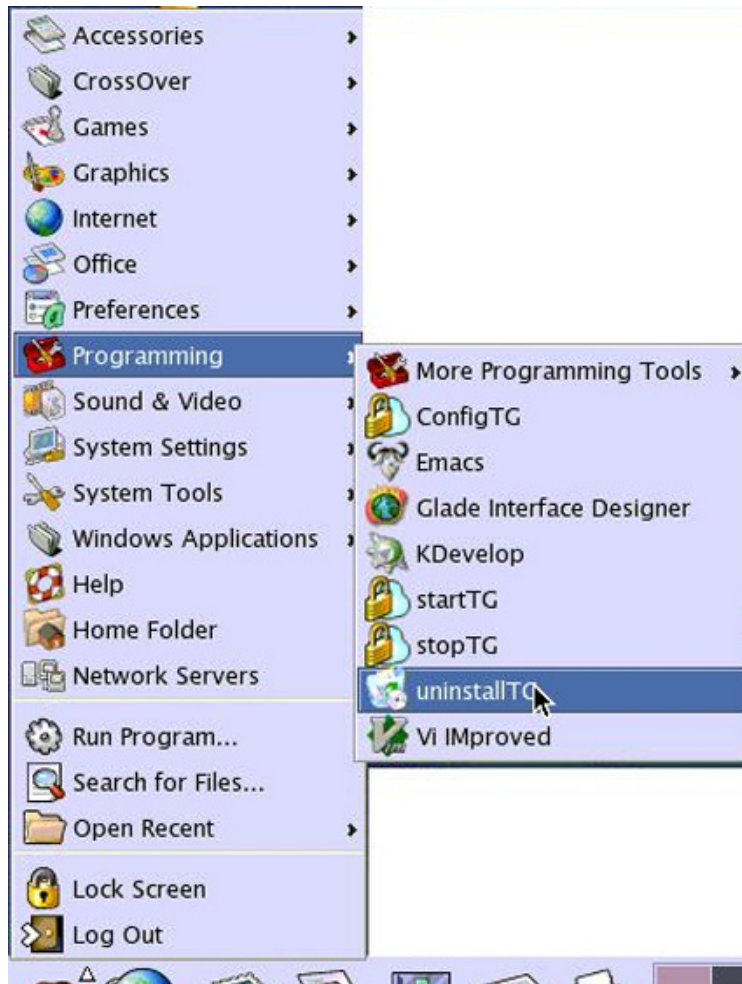 Accessories
CrossOver
Games
Graphics
Internet
Office
Preferences
Programming
Sound & Video
System Settings
System Tools
Windows Applications
Help
Home Folder
Network Servers
Run Program...
Search for Files...
Open Recent
Lock Screen
Log Out
More Programming Tools
ConfigTG
Emacs
Glade Interface Designer
KDevelop
startTG
stopTG
uninstallTG
Vi IMproved